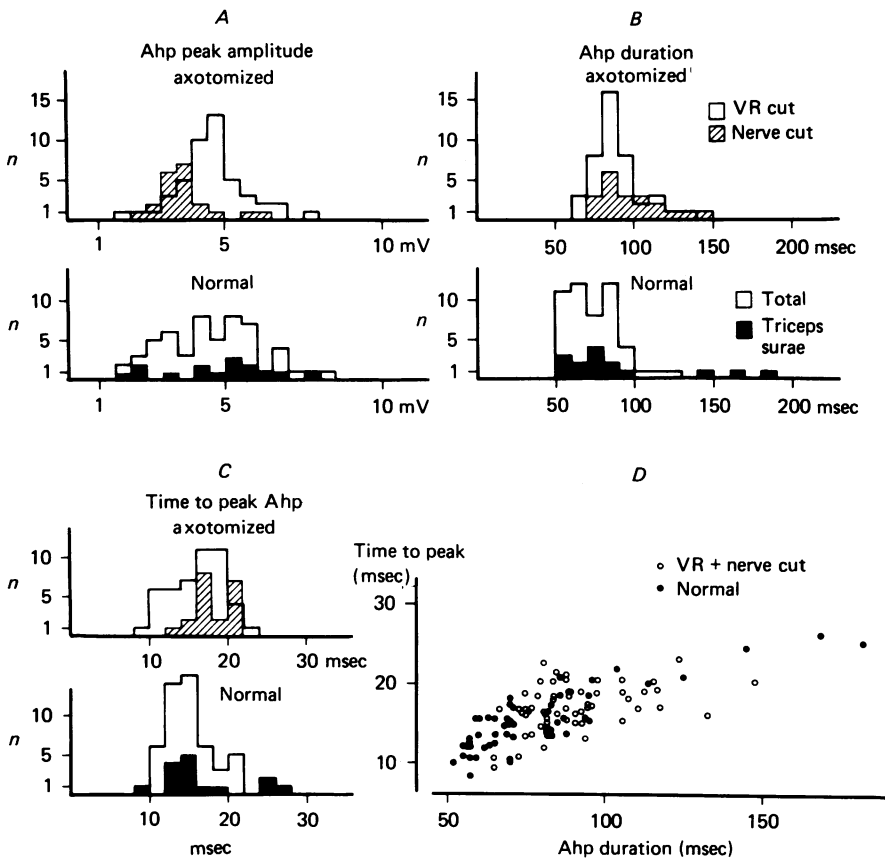 A
Ahp peak amplitude
axotomized
15
10
n
5
1
1 5 10 mV
Normal
10
n
5
1
1 5 10 mV
B
Ahp duration
axotomized
VR cut
Nerve cut
15
10
n
5
1
50 100 150 200 msec
Normal
Total
Triceps
surae
10
n
5
1
50 100 150 200 msec
C
Time to peak Ahp
axotomized
10
n
5
1
10 20 30 msec
Normal
10
n
5
1
10 20 30
msec
D
Time to peak
(msec)
VR + nerve cut
Normal
30
20
10
50 100 150
Ahp duration (msec)